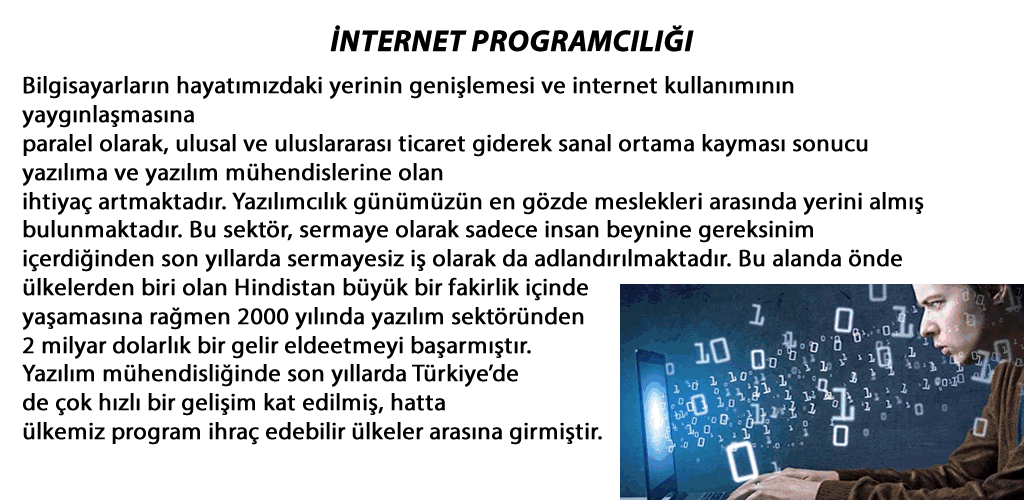 İNTERNET PROGRAMCILIĞI
Bilgisayarların hayatımızdaki yerinin genişlemesi ve internet kullanımının
yaygınlaşmasına
paralel olarak, ulusal ve uluslararası ticaret giderek sanal ortama kayması sonucu
yazılıma ve yazılım mühendislerine olan
ihtiyaç artmaktadır. Yazılımcılık günümüzün en gözde meslekleri arasında yerini almış
bulunmaktadır. Bu sektör, sermaye olarak sadece insan beynine gereksinim
içerdiğinden son yıllarda sermayesiz iş olarak da adlandırılmaktadır. Bu alanda önde
ülkelerden biri olan Hindistan büyük bir fakirlik içinde
yaşamasına rağmen 2000 yılında yazılım sektöründen
2 milyar dolarlık bir gelir eldeetmeyi başarmıştır.
Yazılım mühendisliğinde son yıllarda Türkiye’de
de çok hızlı bir gelişim kat edilmiş, hatta
ülkemiz program ihraç edebilir ülkeler arasına girmiştir.